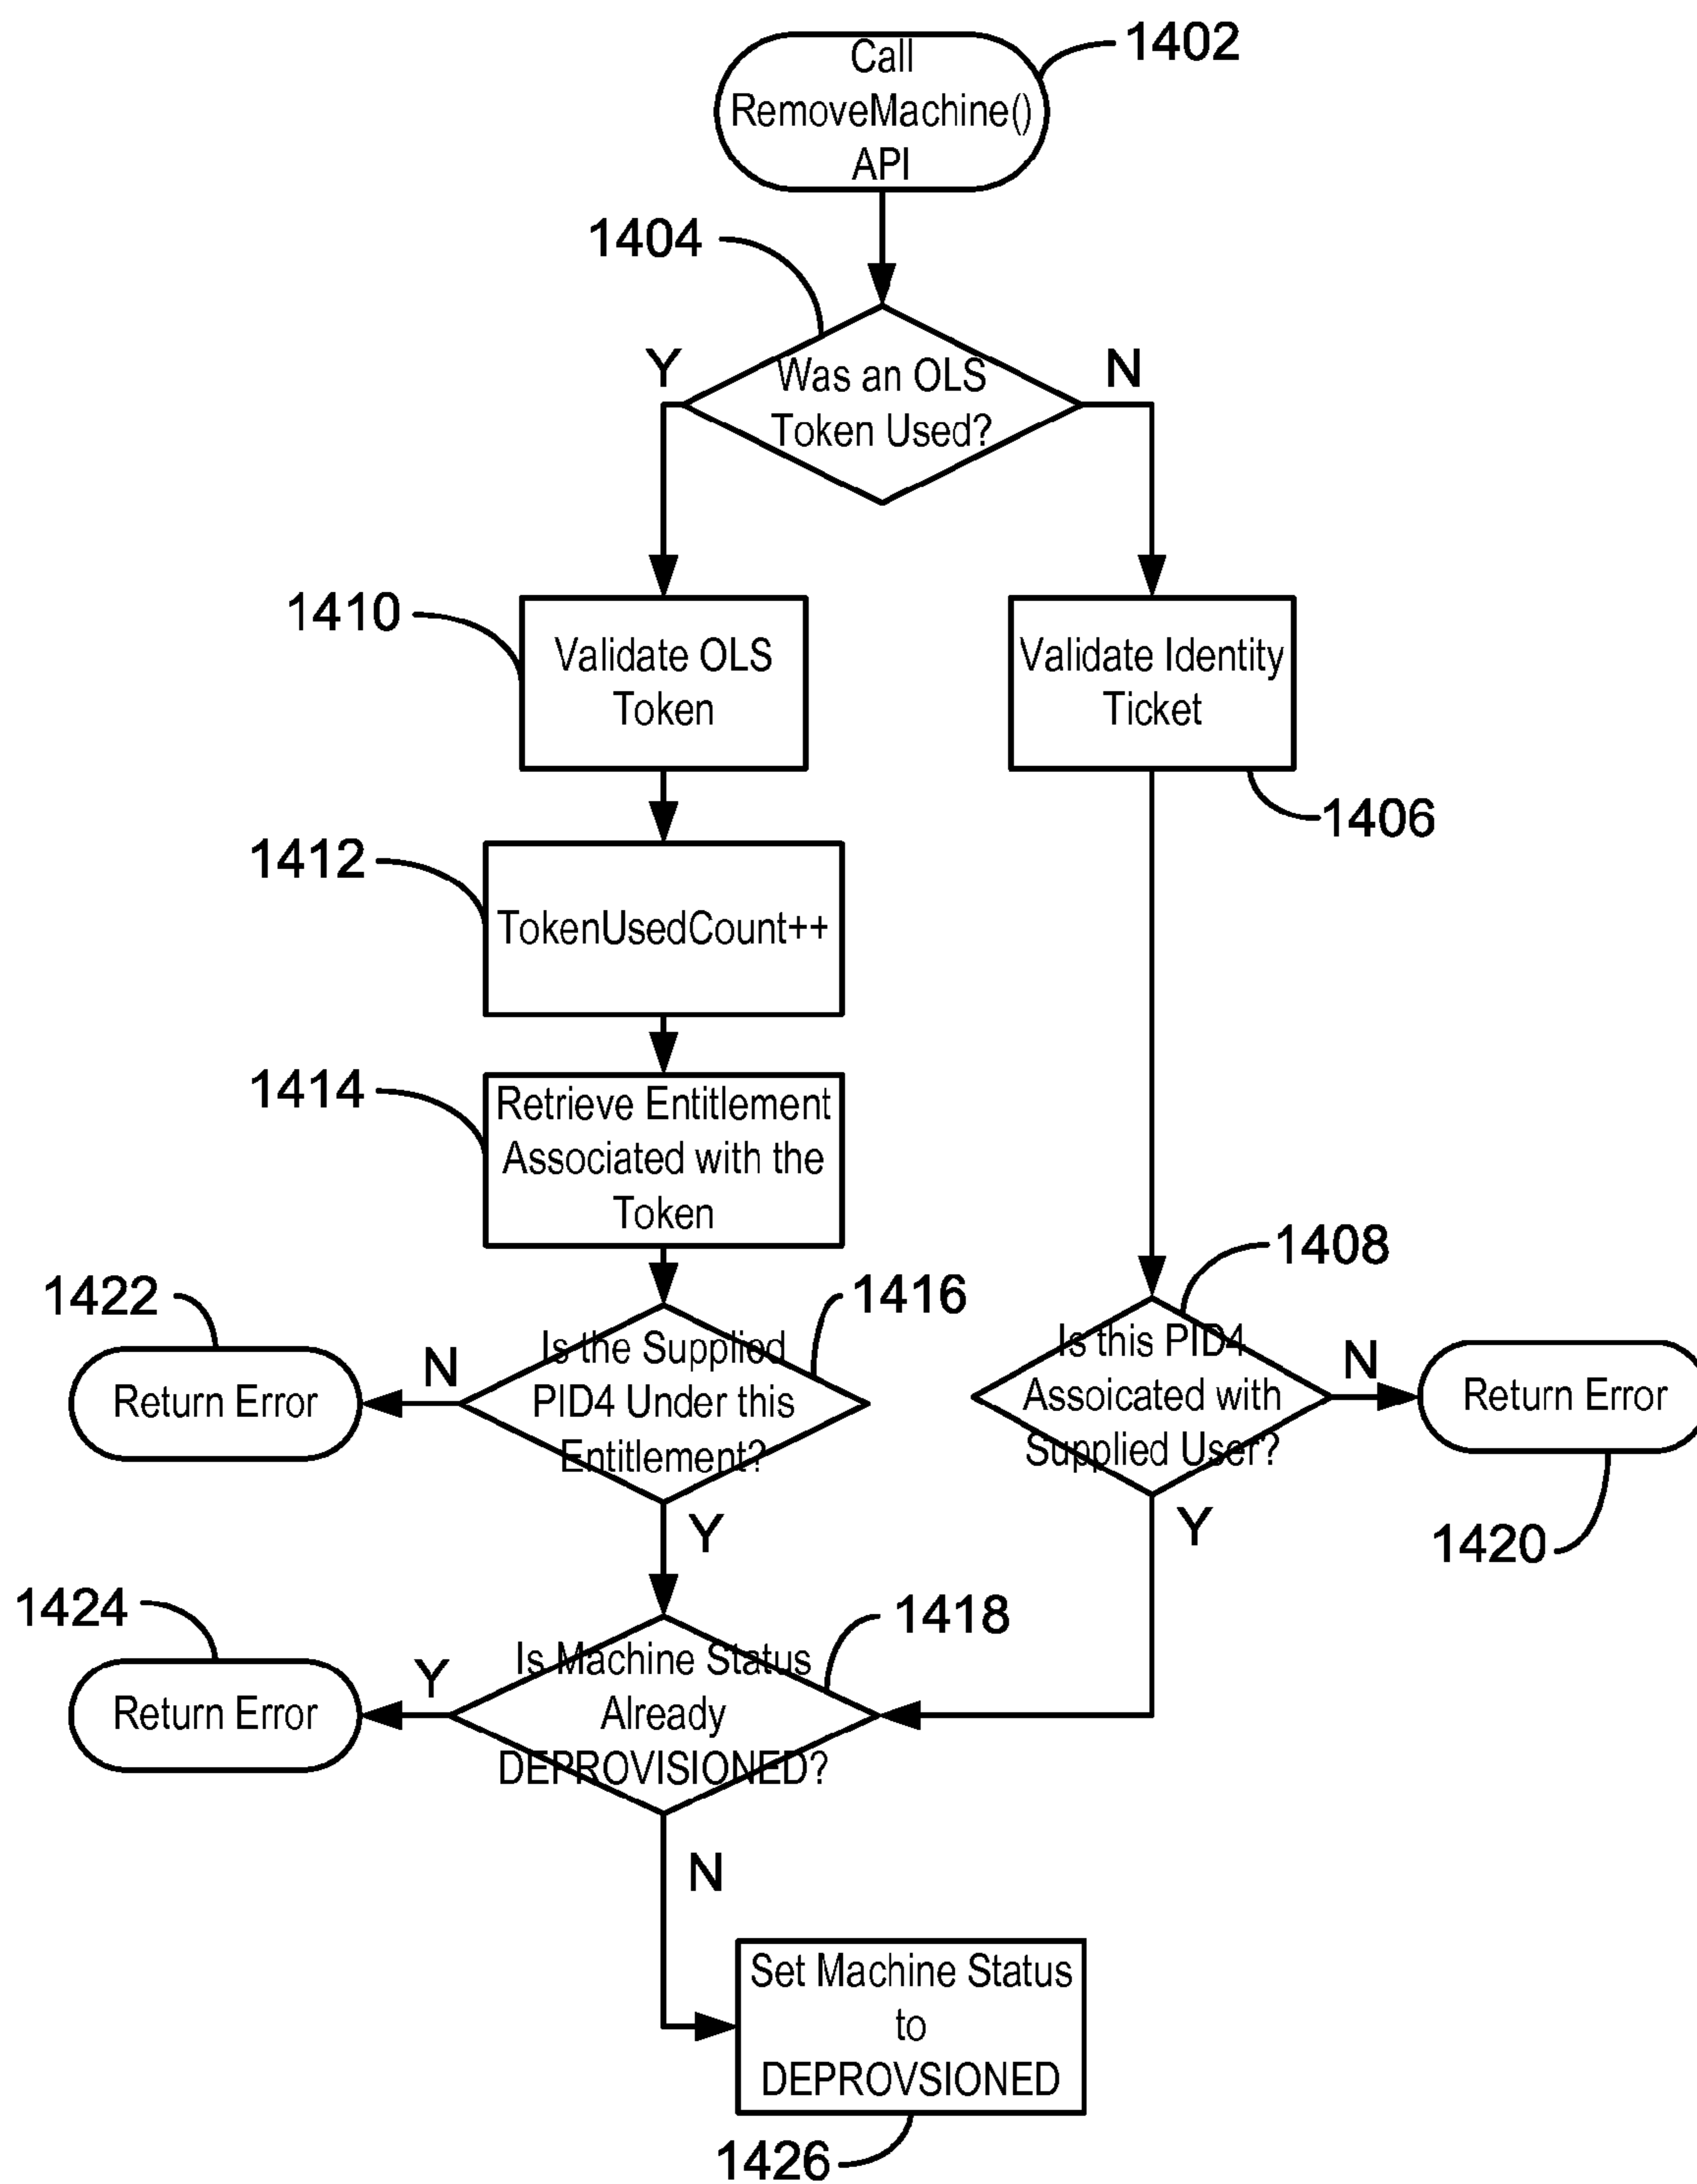 Call
RemoveMachine()
API
1402
1404
Y
Was an OLS
Token Used?
N
1410
Validate OLS
Token
Validate Identity
Ticket
1406
1412
TokenUsedCount++
1414
Retrieve Entitlement
Associated with the
Token
1408
1422
Return Error
N
1416
Is the Supplied
PID4 Under this
Entitlement?
Y
Is this PID4
Assoicated with
Supplied User?
N
Return Error
1420
Y
1424
Return Error
Y
1418
Is Machine Status
Already
DEPROVISIONED?
N
Set Machine Status
to
DEPROVSIONED
1426